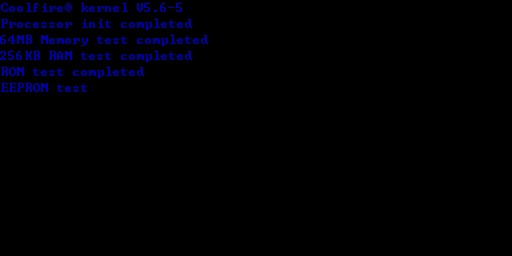 Coolfire® kernel V5.6-5
Processor init completed
64MB Memory test completed
256KB RAM test completed
ROM test completed
EEPROM test